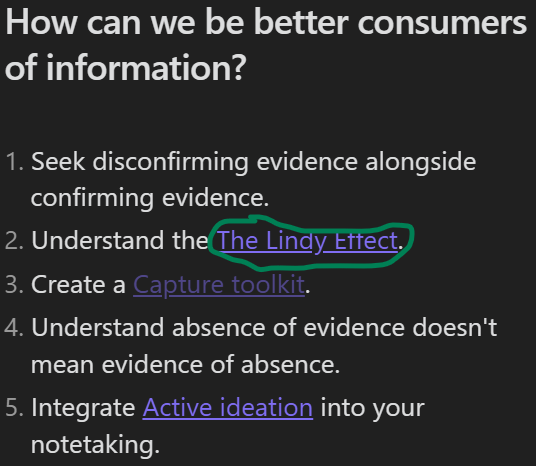 How can we be better consumers
of information?
1. Seek disconfirming evidence alongside
confirming evidence.
2. Understand the The Lindy Effect.
3. Create a Capture toolkit.
4. Understand absence of evidence doesn't
mean evidence of absence.
5. Integrate Active ideation into your
notetaking.